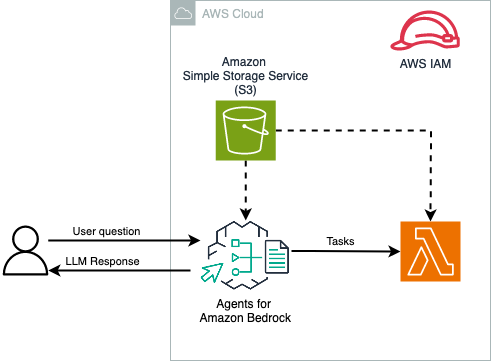 AWS Cloud
AWS IAM
Amazon
Simple Storage Service
(S3)
User question
LLM Response
Tasks
Agents for
Amazon Bedrock